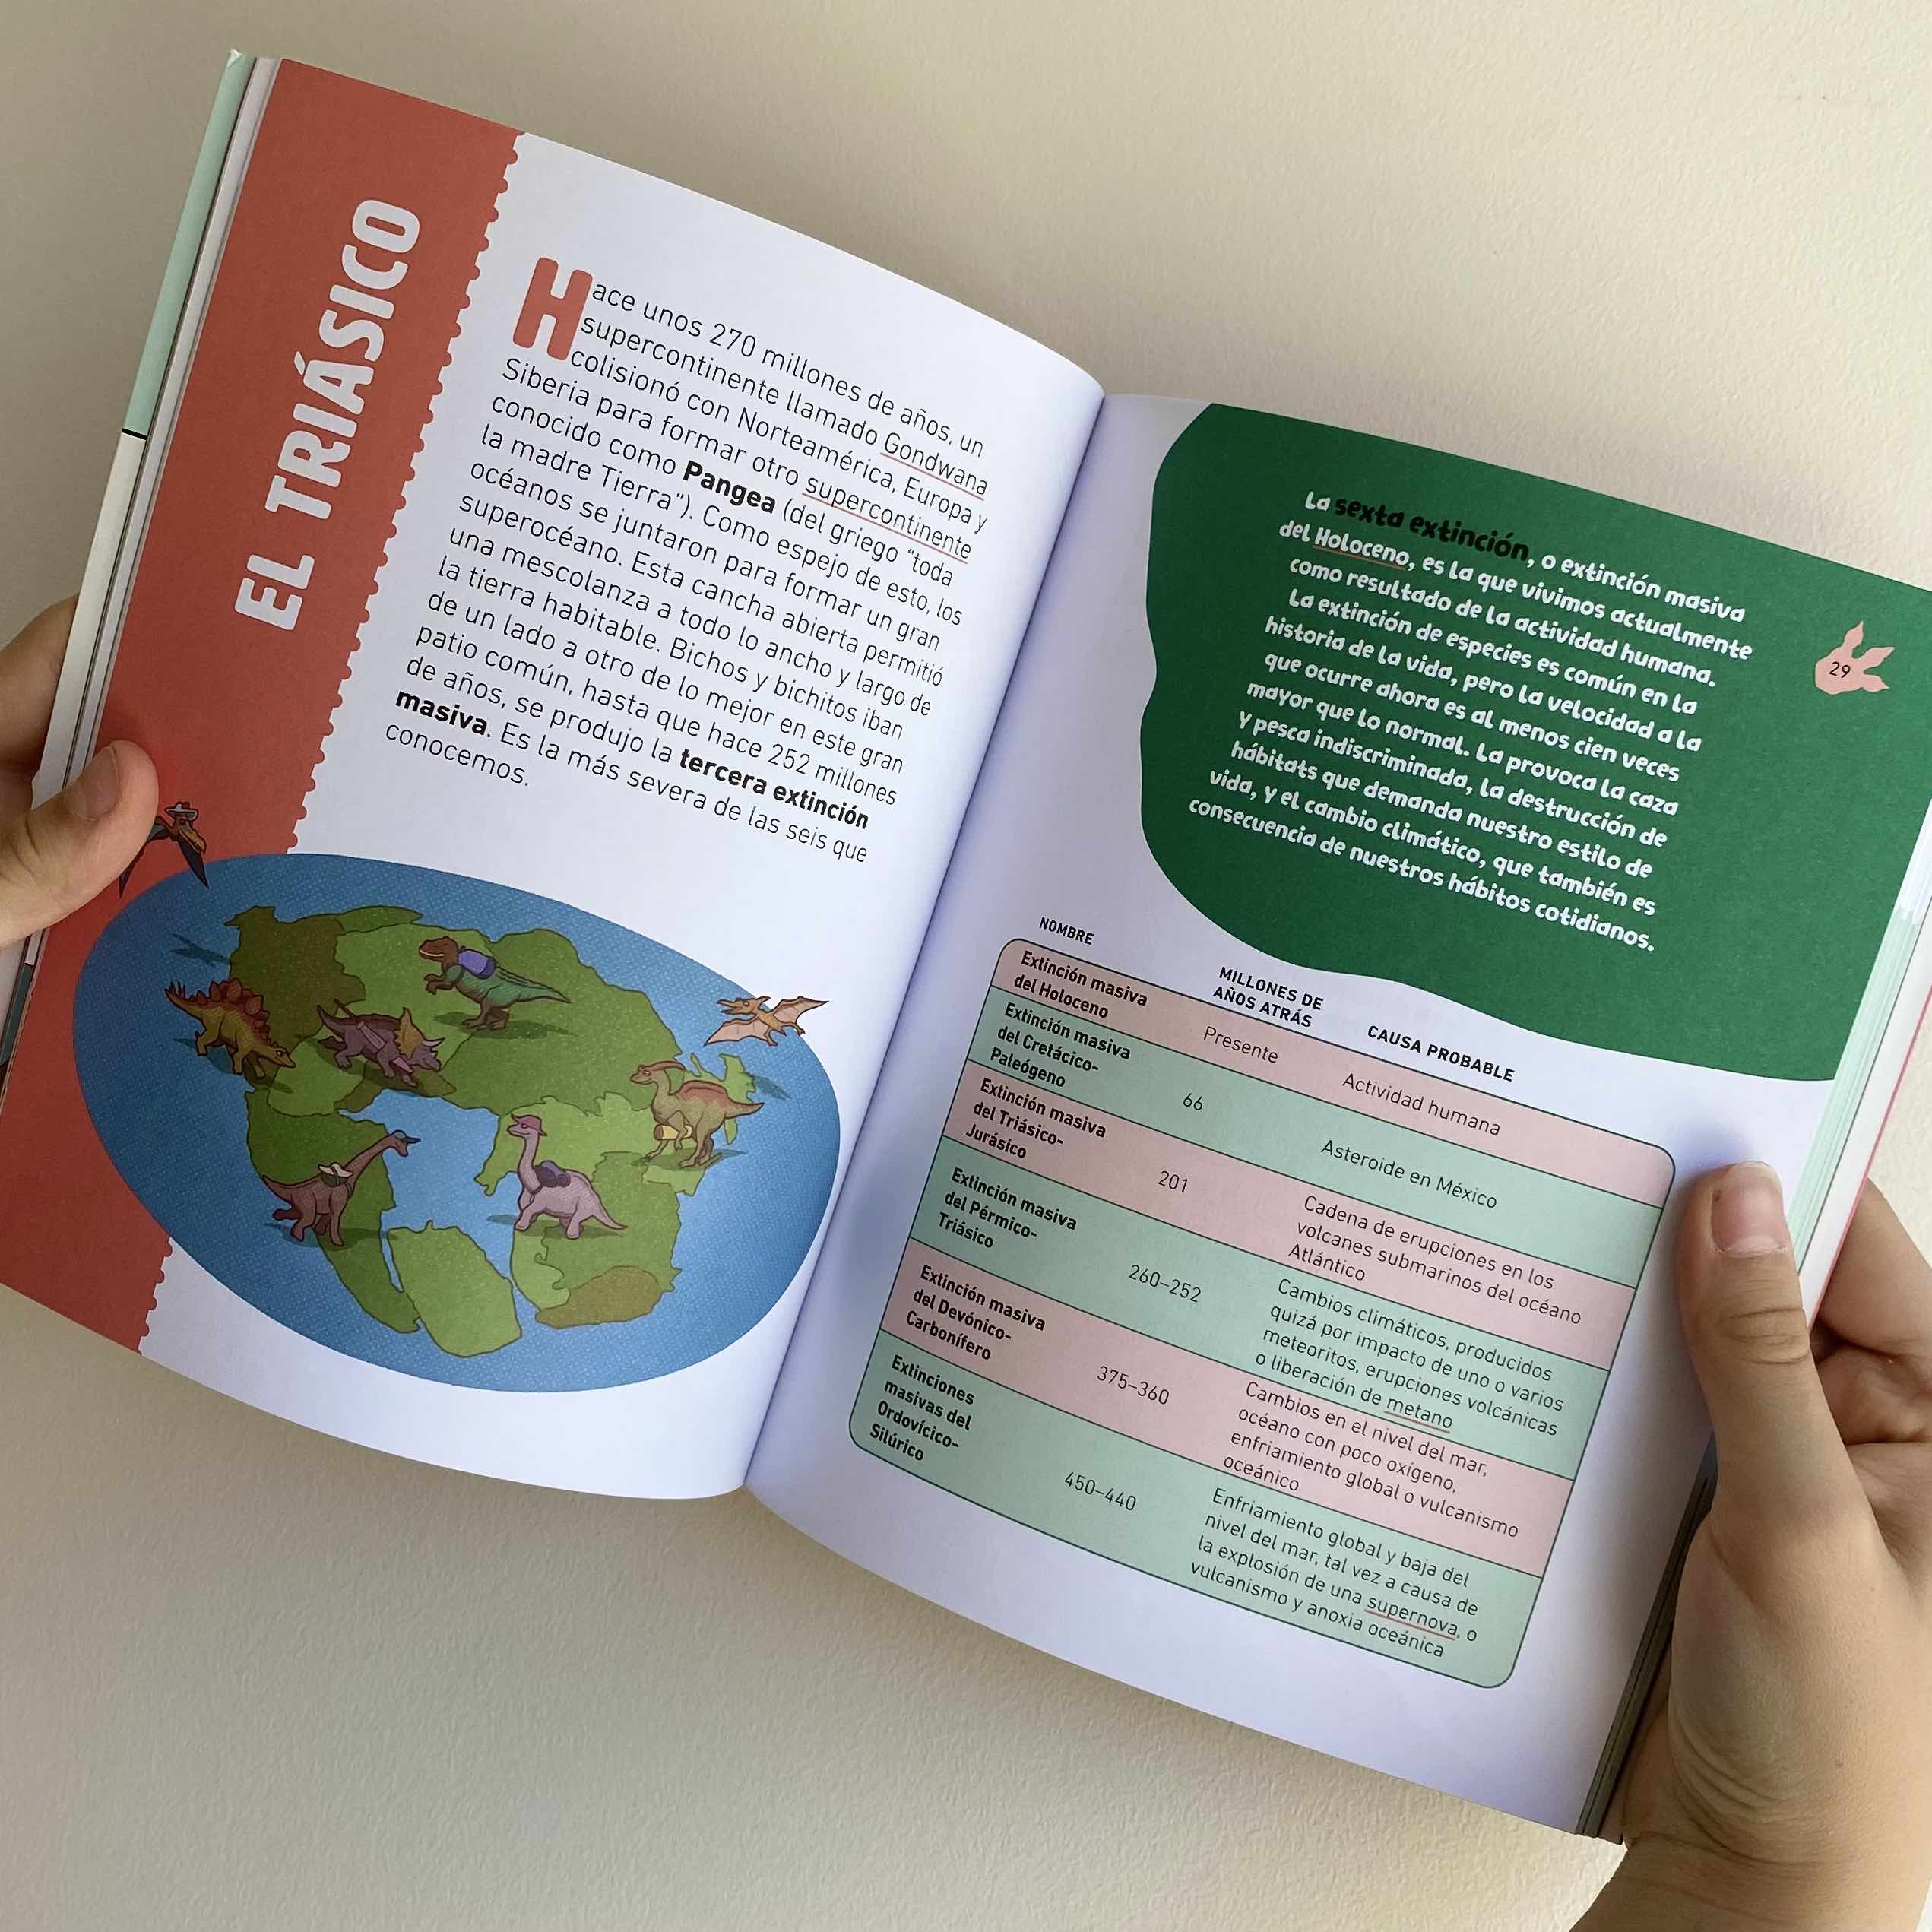 EL TRIÁSICO
Hace unos 270 millones de años, un
supercontinente llamado Gondwana
colisionó con Norteamérica, Europa y
Siberia para formar otro supercontinente
conocido como Pangea (del griego “toda
la madre Tierra”). Como espejo de esto, los
océanos se juntaron para formar un gran
superocéano. Esta cancha abierta permitió
una mescolanza a todo lo ancho y largo de
la tierra habitable. Bichos y bichitos iban
de un lado a otro de lo mejor en este gran
patio común, hasta que hace 252 millones
de años, se produjo la tercera extinción
masiva. Es la más severa de las seis que
conocemos.
La sexta extinción, o extinción masiva
del Holoceno, es la que vivimos actualmente
como resultado de la actividad humana.
La extinción de especies es común en la
historia de la vida, pero la velocidad a la
que ocurre ahora es al menos cien veces
mayor que lo normal. La provoca la caza
y pesca indiscriminada, la destrucción de
hábitats que demanda nuestro estilo de
vida, y el cambio climático, que también es
consecuencia de nuestros hábitos cotidianos.
29
NOMBRE
MILLONES DE
AÑOS ATRÁS
CAUSA PROBABLE
Extinción masiva
del Holoceno
Presente
Actividad humana
Extinción masiva
del Cretácico-
Paleógeno
66
Asteroide en México
Extinción masiva
del Triásico-
Jurásico
201
Cadena de erupciones en los
volcanes submarinos del océano
Atlántico
Extinción masiva
del Pérmico-
Triásico
260–252
Cambios climáticos, producidos
quizá por impacto de uno o varios
meteoritos, erupciones volcánicas
o liberación de metano
Extinción masiva
del Devónico-
Carbonífero
375–360
Cambios en el nivel del mar,
océano con poco oxígeno,
enfriamiento global o vulcanismo
oceánico
Extinciones
masivas del
Ordovícico-
Silúrico
450–440
Enfriamiento global y baja del
nivel del mar, tal vez a causa de
la explosión de una supernova, o
vulcanismo y anoxia oceánica